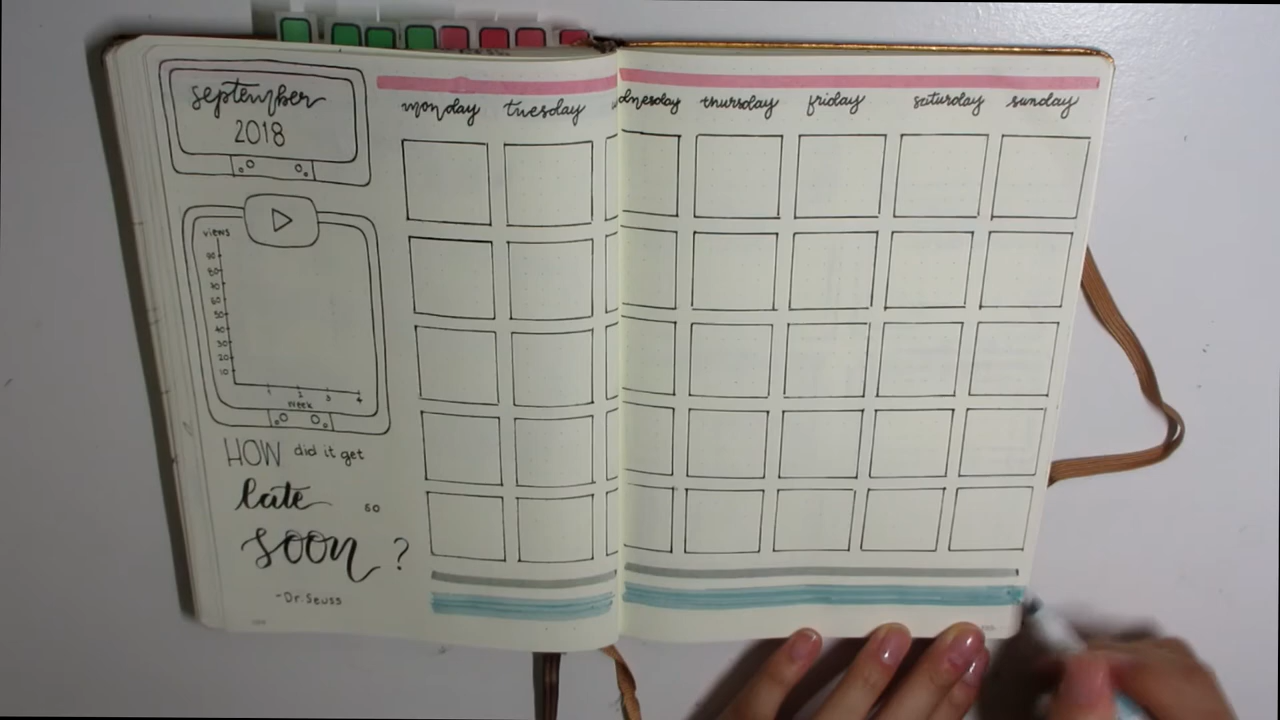 september
2018
monday tuesday wednesday thursday friday saturday sunday
views
90
80
70
60
50
40
30
20
10
1 2 3 4
week
HOW did it get
late so
soon ?
-Dr. Seuss